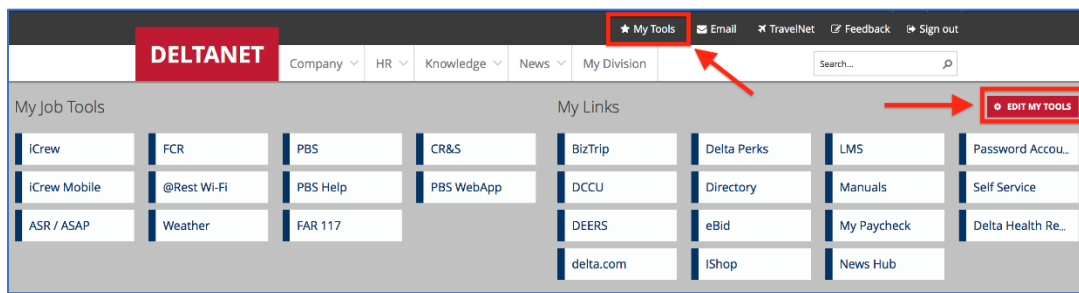 My Tools Email TravelNet Feedback Sign out
DELTANET
Company HR Knowledge News My Division
Search...
My Job Tools
My Links
EDIT MY TOOLS
iCrew FCR PBS CR&S
BizTrip Delta Perks LMS Password Accou...
iCrew Mobile @Rest Wi-Fi PBS Help PBS WebApp
DCCU Directory Manuals Self Service
ASR / ASAP Weather FAR 117
DEERS eBid My Paycheck Delta Health Re...
delta.com IShop News Hub